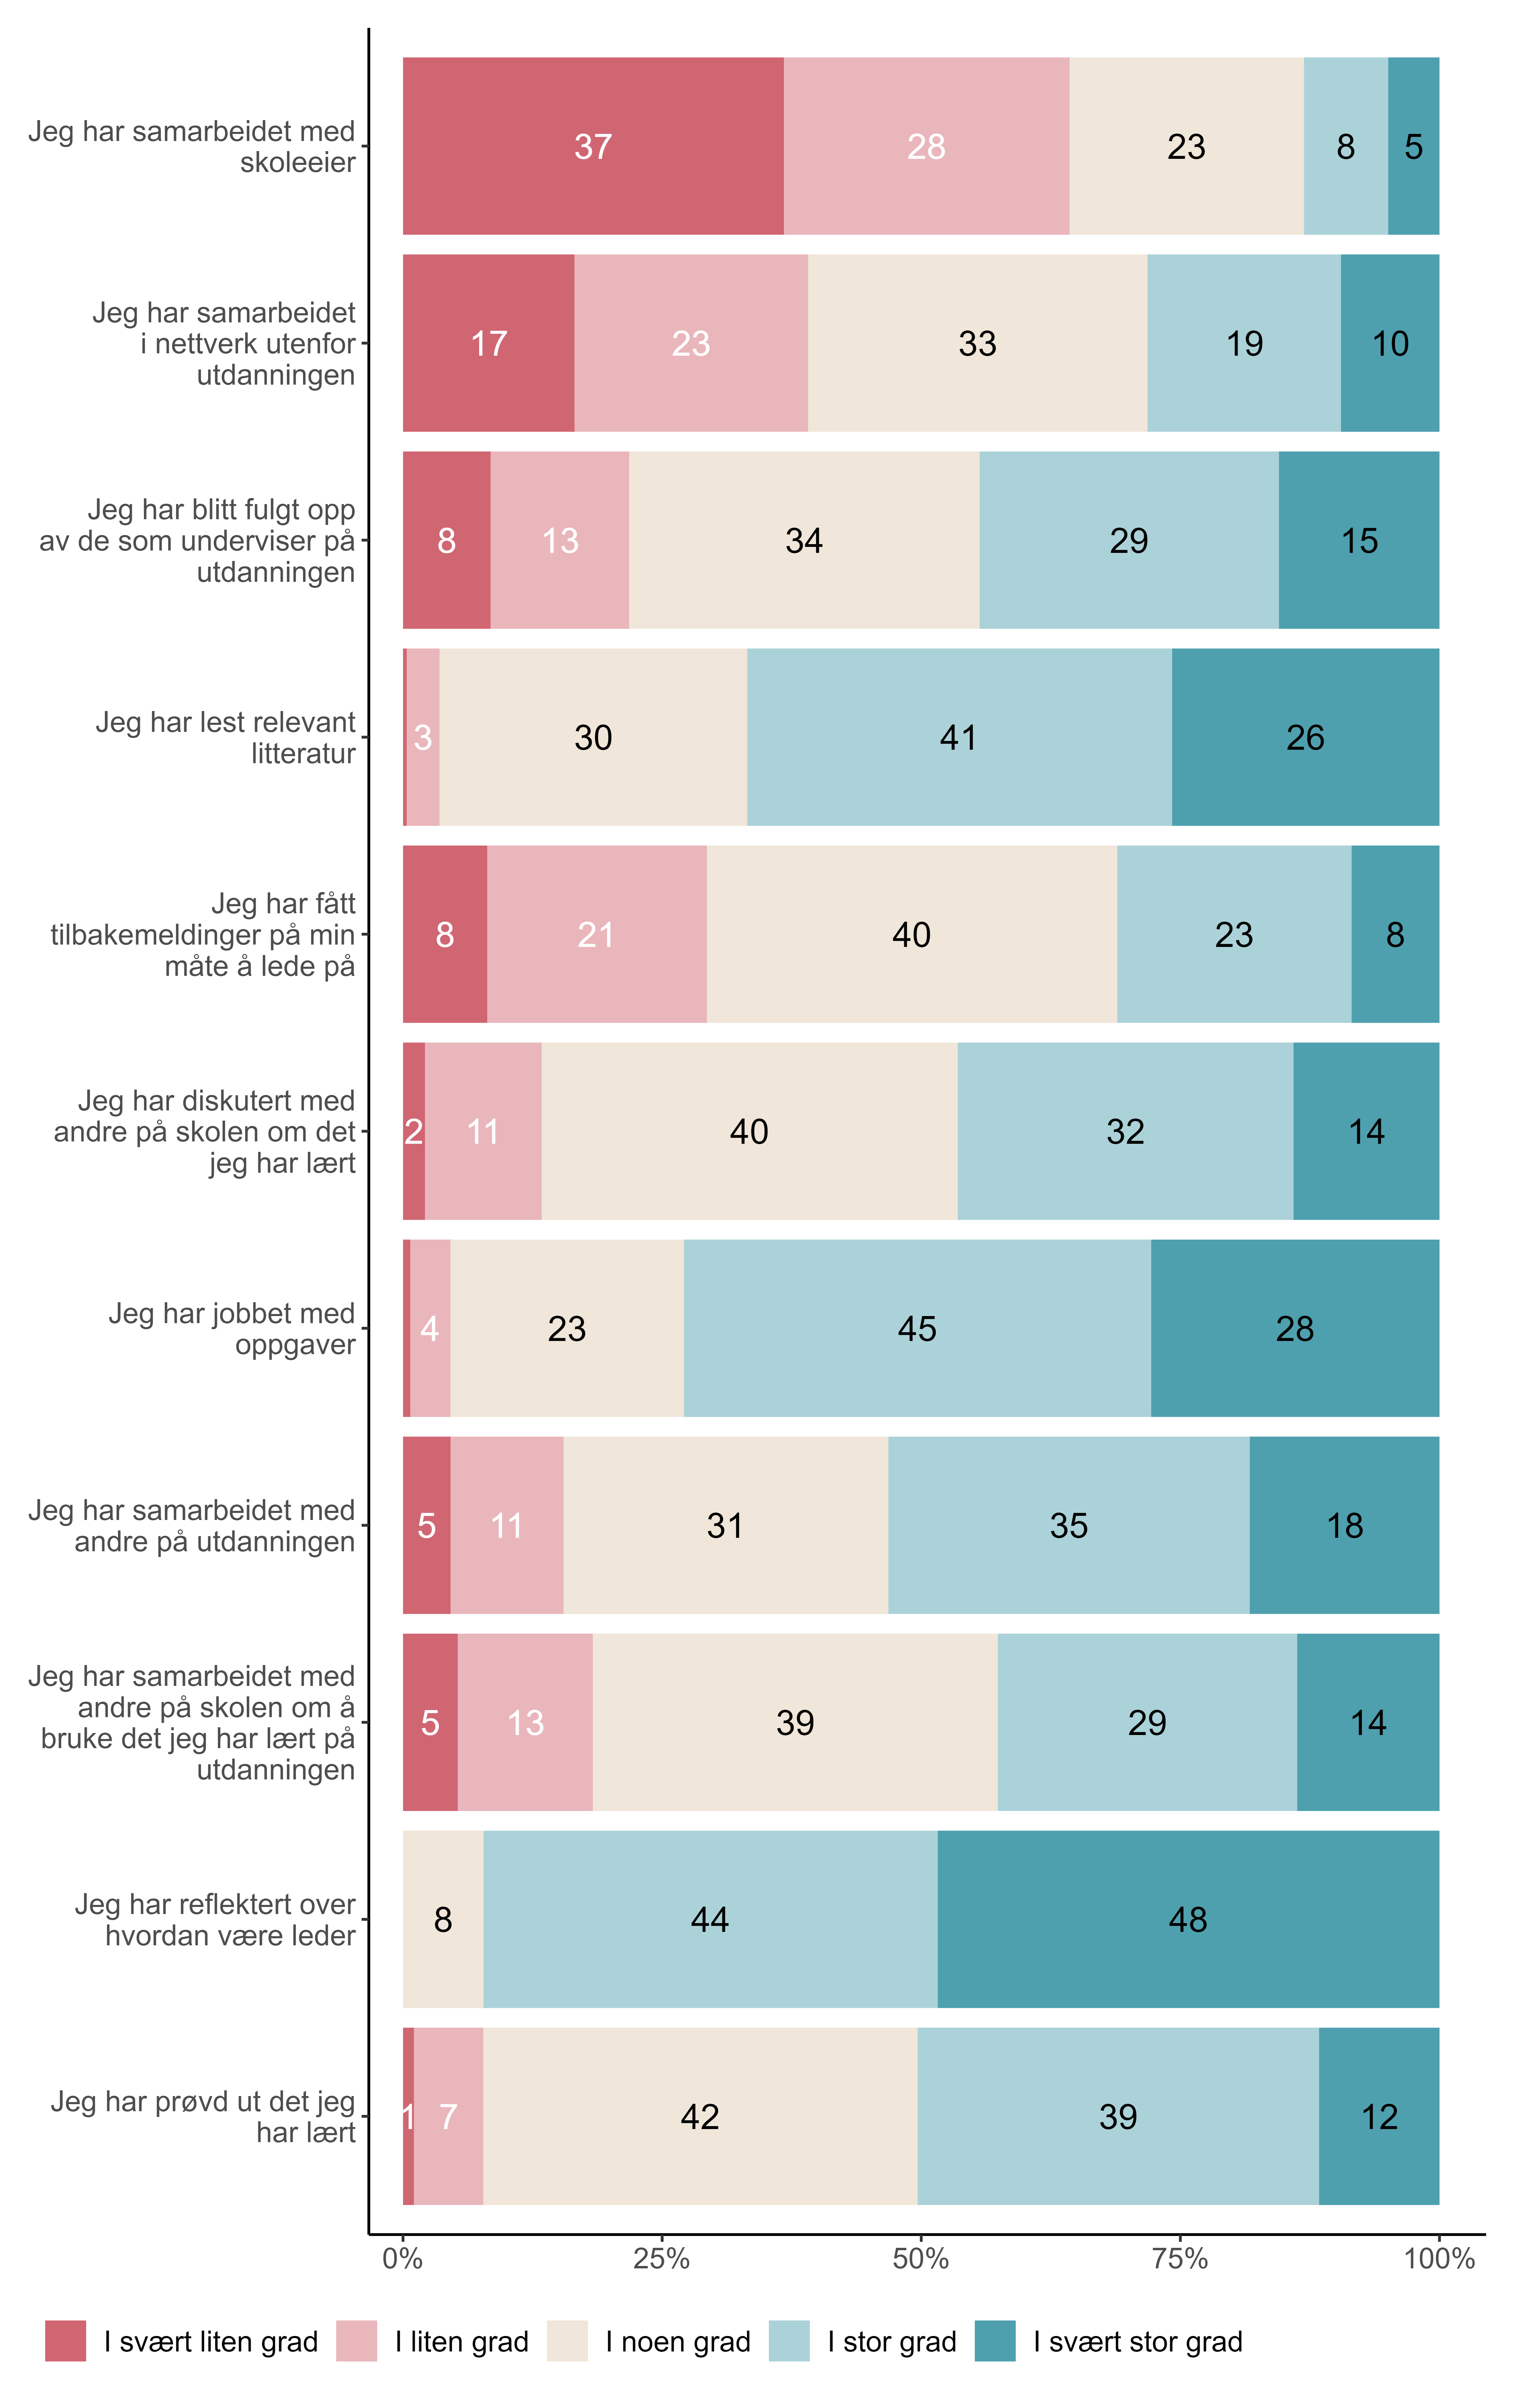 Jeg har samarbeidet med
skoleeier
37 28 23 8 5
Jeg har samarbeidet
i nettverk utenfor
utdanningen
17 23 33 19 10
Jeg har blitt fulgt opp
av de som underviser på
utdanningen
8 13 34 29 15
Jeg har lest relevant
litteratur
3 30 41 26
Jeg har fått
tilbakemeldinger på min
måte å lede på
8 21 40 23 8
Jeg har diskutert med
andre på skolen om det
jeg har lært
2 11 40 32 14
Jeg har jobbet med
oppgaver
4 23 45 28
Jeg har samarbeidet med
andre på utdanningen
5 11 31 35 18
Jeg har samarbeidet med
andre på skolen om å
bruke det jeg har lært på
utdanningen
5 13 39 29 14
Jeg har reflektert over
hvordan være leder
8 44 48
Jeg har prøvd ut det jeg
har lært
1 7 42 39 12
0% 25% 50% 75% 100%
I svært liten grad I liten grad I noen grad I stor grad I svært stor grad